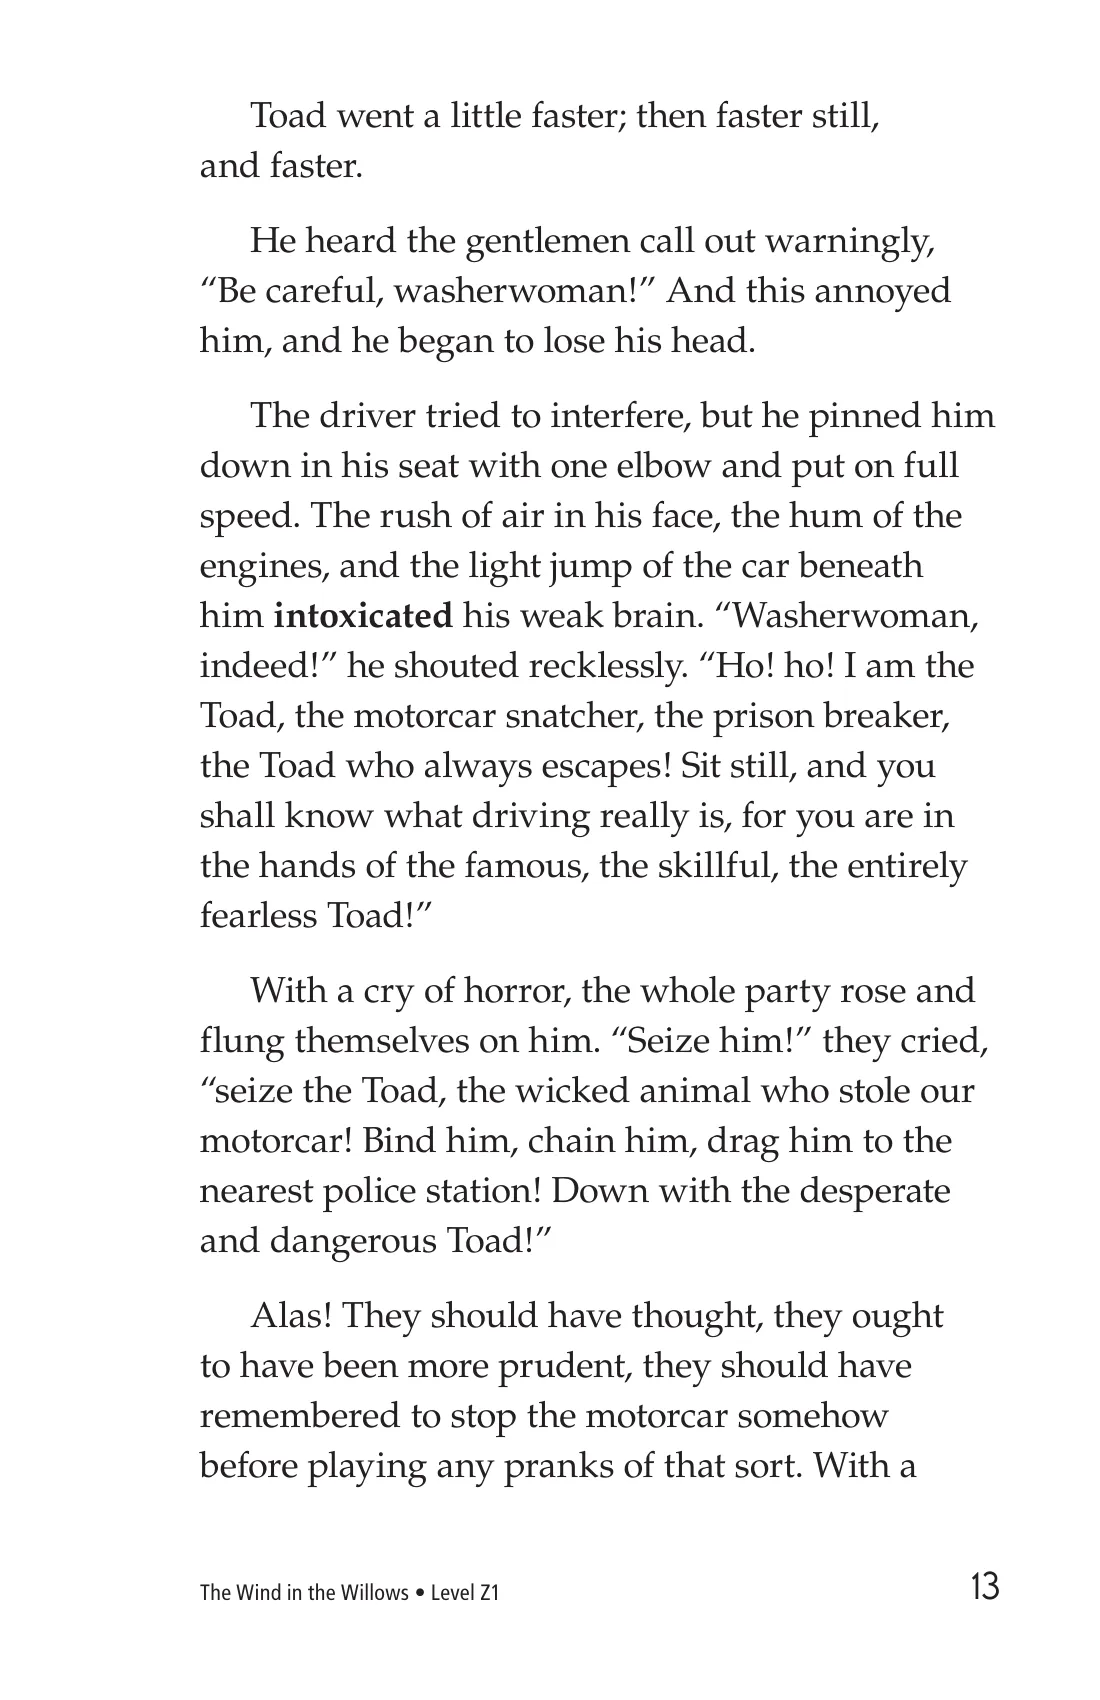 Toad went a little faster; then faster still,
and faster.
He heard the gentlemen call out warningly,
“Be careful, washerwoman!” And this annoyed
him, and he began to lose his head.
The driver tried to interfere, but he pinned him
down in his seat with one elbow and put on full
speed. The rush of air in his face, the hum of the
engines, and the light jump of the car beneath
him intoxicated his weak brain. “Washerwoman,
indeed!” he shouted recklessly. “Ho! ho! I am the
Toad, the motorcar snatcher, the prison breaker,
the Toad who always escapes! Sit still, and you
shall know what driving really is, for you are in
the hands of the famous, the skillful, the entirely
fearless Toad!”
With a cry of horror, the whole party rose and
flung themselves on him. “Seize him!” they cried,
“seize the Toad, the wicked animal who stole our
motorcar! Bind him, chain him, drag him to the
nearest police station! Down with the desperate
and dangerous Toad!”
Alas! They should have thought, they ought
to have been more prudent, they should have
remembered to stop the motorcar somehow
before playing any pranks of that sort. With a
The Wind in the Willows • Level Z1 13